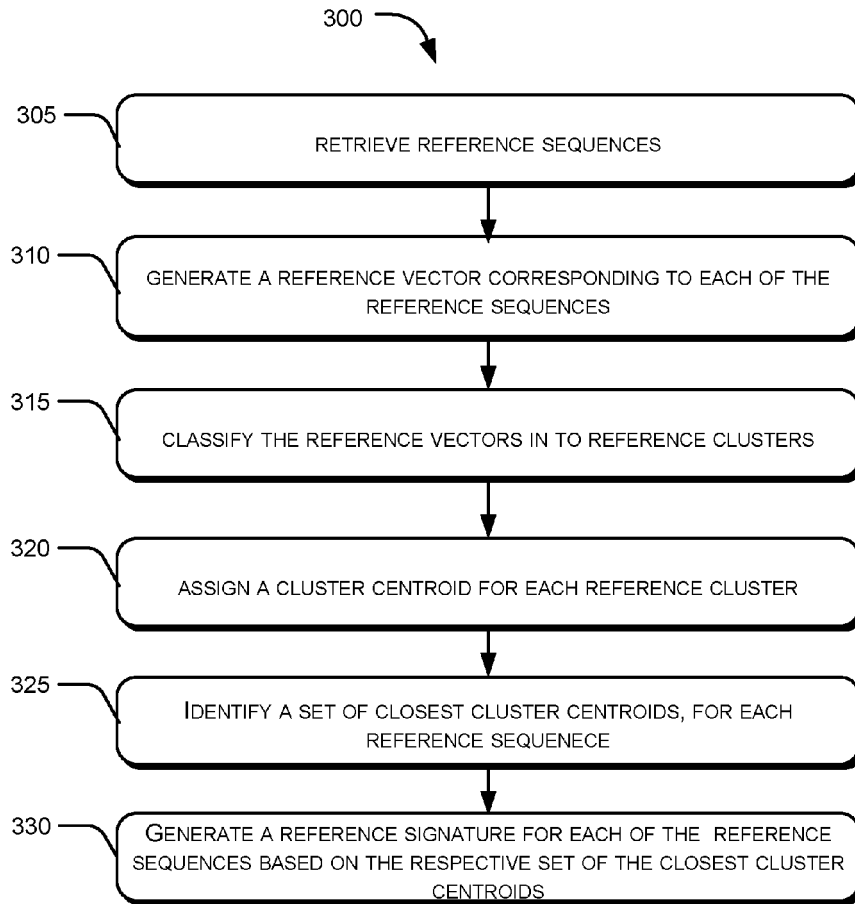 300
305
RETRIEVE REFERENCE SEQUENCES
310
GENERATE A REFERENCE VECTOR CORRESPONDING TO EACH OF THE
REFERENCE SEQUENCES
315
CLASSIFY THE REFERENCE VECTORS IN TO REFERENCE CLUSTERS
320
ASSIGN A CLUSTER CENTROID FOR EACH REFERENCE CLUSTER
325
IDENTIFY A SET OF CLOSEST CLUSTER CENTROIDS, FOR EACH
REFERENCE SEQUENECE
330
GENERATE A REFERENCE SIGNATURE FOR EACH OF THE REFERENCE
SEQUENCES BASED ON THE RESPECTIVE SET OF THE CLOSEST CLUSTER
CENTROIDS